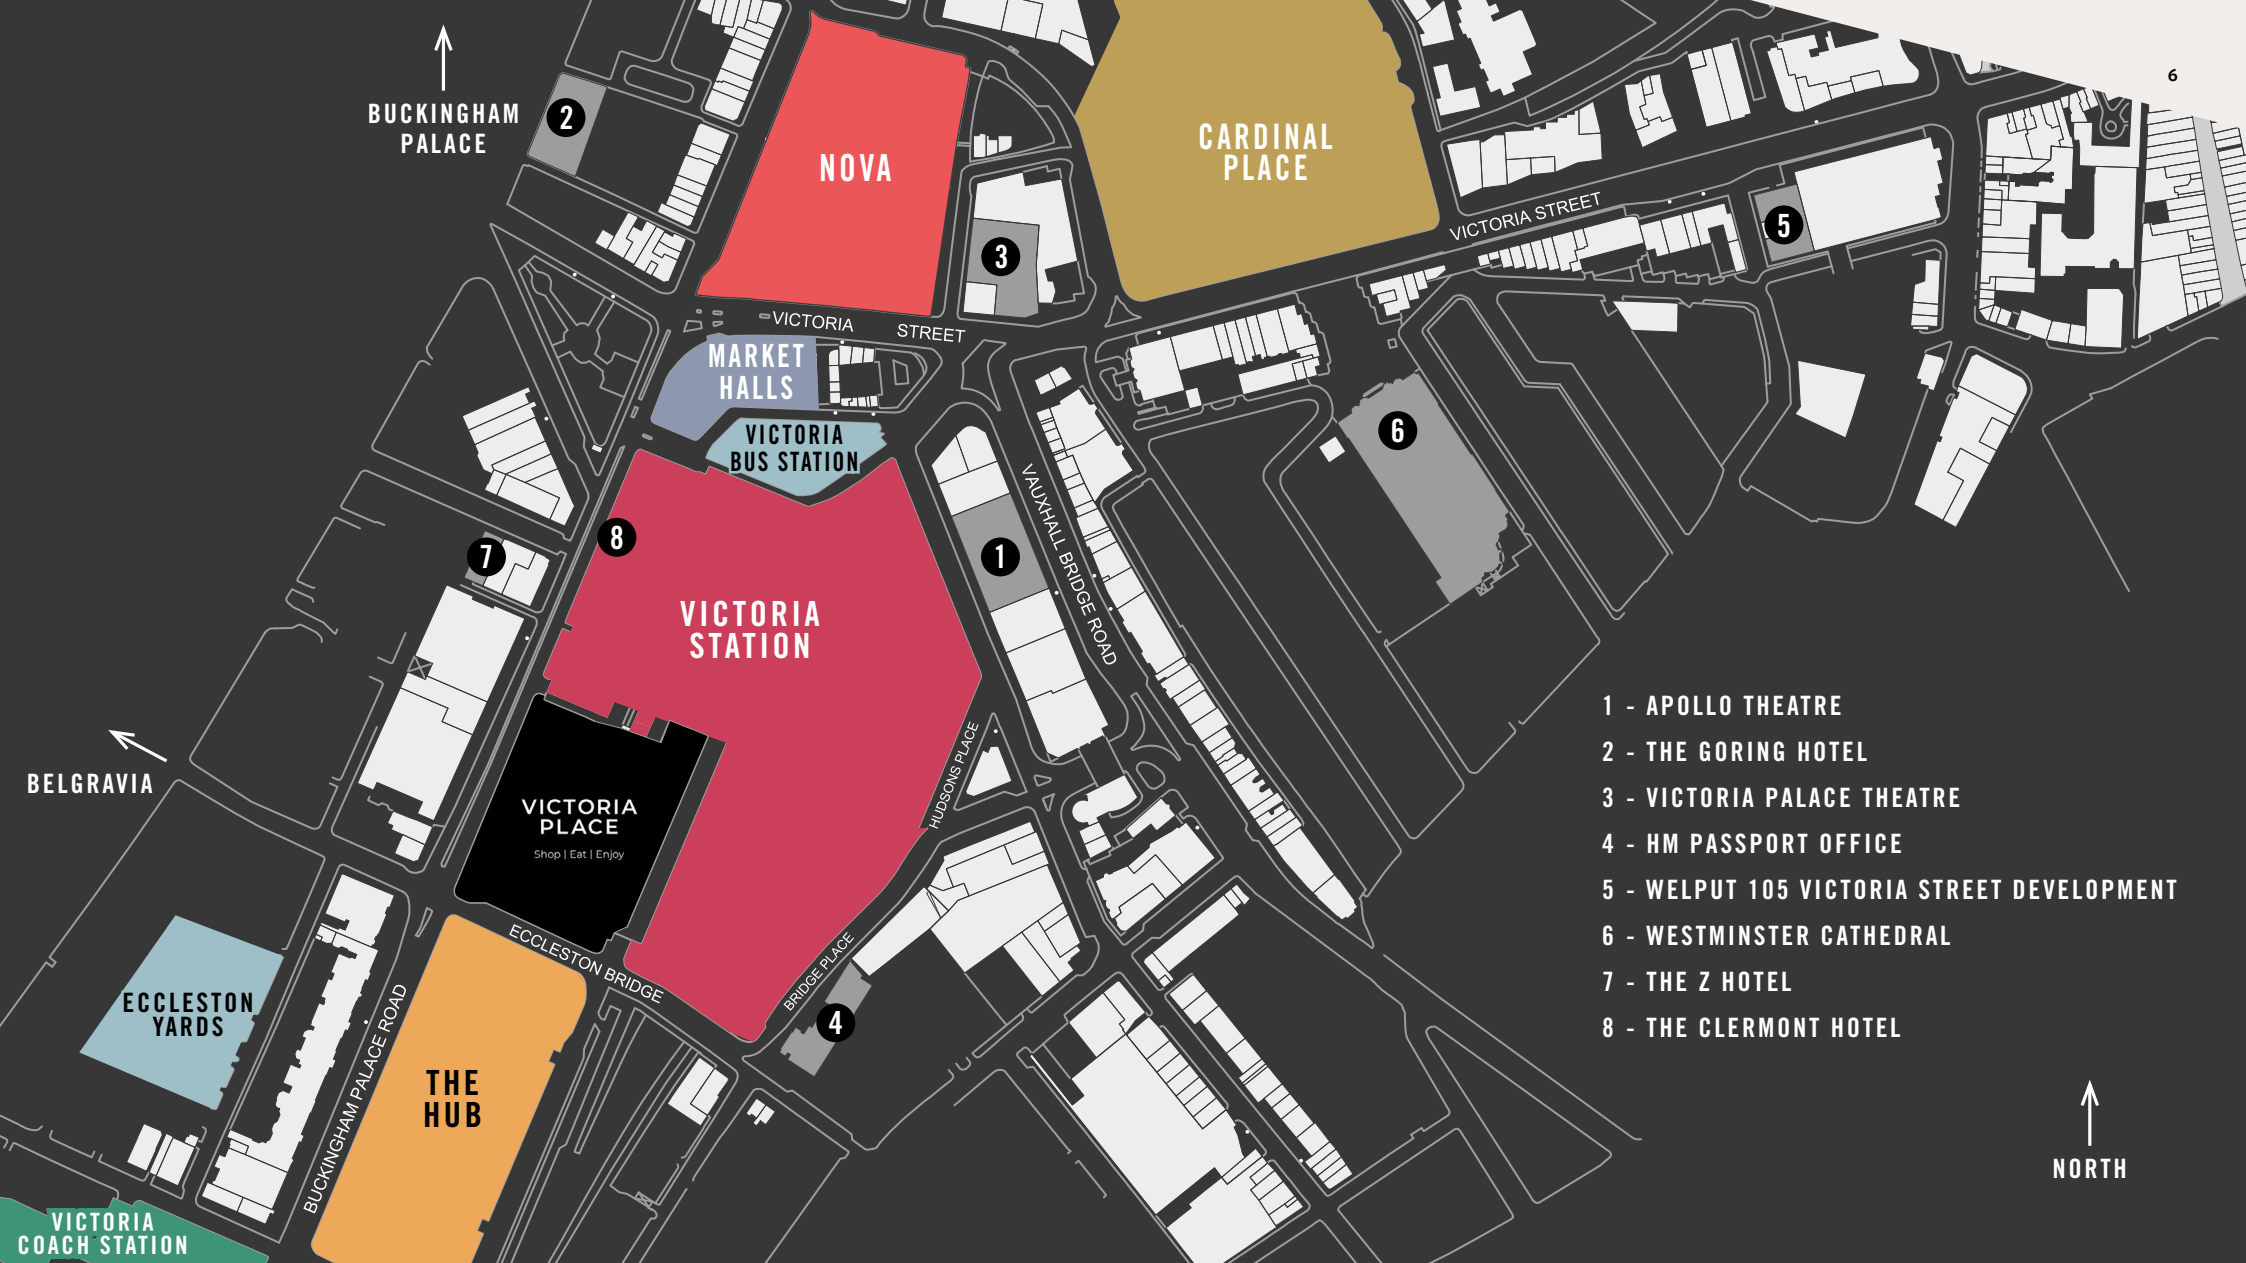 6
BUCKINGHAM
PALACE
2
NOVA
CARDINAL
PLACE
3
VICTORIA STREET
5
VICTORIA STREET
MARKET
HALLS
VICTORIA
BUS STATION
6
VAUXHALL BRIDGE ROAD
8
7
1
VICTORIA
STATION
HUDSONS PLACE
BELGRAVIA
VICTORIA
PLACE
Shop | Eat | Enjoy
ECCLESTON BRIDGE
BRIDGE PLACE
4
ECCLESTON
YARDS
BUCKINGHAM PALACE ROAD
THE
HUB
VICTORIA
COACH STATION
1 - APOLLO THEATRE
2 - THE GORING HOTEL
3 - VICTORIA PALACE THEATRE
4 - HM PASSPORT OFFICE
5 - WELPUT 105 VICTORIA STREET DEVELOPMENT
6 - WESTMINSTER CATHEDRAL
7 - THE Z HOTEL
8 - THE CLERMONT HOTEL
NORTH